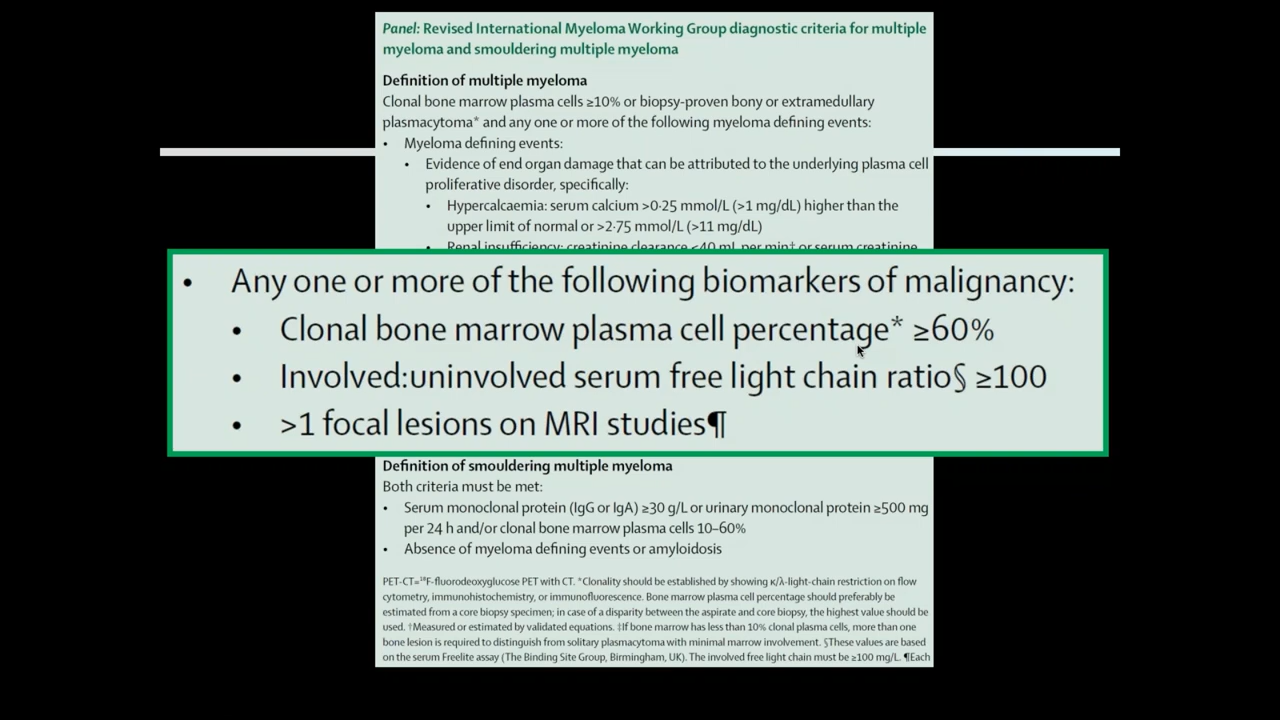 Panel: Revised International Myeloma Working Group diagnostic criteria for multiple
myeloma and smouldering multiple myeloma
Definition of multiple myeloma
Clonal bone marrow plasma cells ≥10% or biopsy-proven bony or extramedullary
plasmacytoma* and any one or more of the following myeloma defining events:
• Myeloma defining events:
• Evidence of end organ damage that can be attributed to the underlying plasma cell
proliferative disorder, specifically:
• Hypercalcaemia: serum calcium >0·25 mmol/L (>1 mg/dL) higher than the
upper limit of normal or >2·75 mmol/L (>11 mg/dL)
• Renal insufficiency: creatinine clearance <40 mL per min† or serum creatinine
• Any one or more of the following biomarkers of malignancy:
• Clonal bone marrow plasma cell percentage* ≥60%
• Involved:uninvolved serum free light chain ratio§ ≥100
• >1 focal lesions on MRI studies¶
Definition of smouldering multiple myeloma
Both criteria must be met:
• Serum monoclonal protein (IgG or IgA) ≥30 g/L or urinary monoclonal protein ≥500 mg
per 24 h and/or clonal bone marrow plasma cells 10–60%
• Absence of myeloma defining events or amyloidosis
PET-CT=¹⁸F-fluorodeoxyglucose PET with CT. *Clonality should be established by showing κ/λ-light-chain restriction on flow
cytometry, immunohistochemistry, or immunofluorescence. Bone marrow plasma cell percentage should preferably be
estimated from a core biopsy specimen; in case of a disparity between the aspirate and core biopsy, the highest value should be
used. †Measured or estimated by validated equations. ‡If bone marrow has less than 10% clonal plasma cells, more than one
bone lesion is required to distinguish from solitary plasmacytoma with minimal marrow involvement. §These values are based
on the serum Freelite assay (The Binding Site Group, Birmingham, UK). The involved free light chain must be ≥100 mg/L. ¶Each